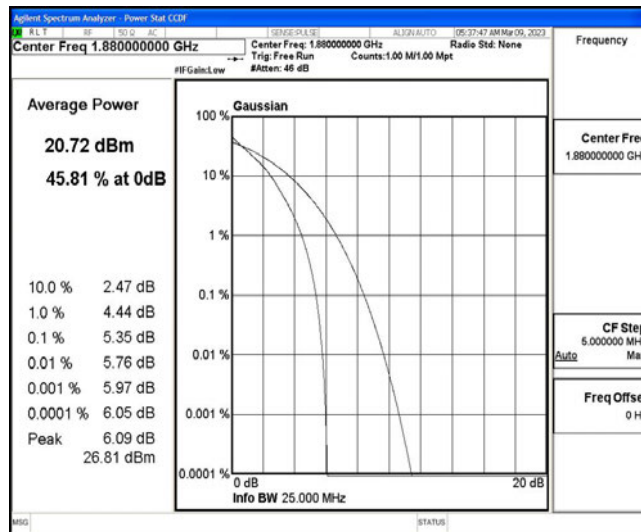 Agilent Spectrum Analyzer - Power Stat CCDF
R L T RF 50 Ω AC SENSE:PULSE ALIGN AUTO 05:37:47 AM Mar 09, 2023
Center Freq 1.880000000 GHz
Center Freq: 1.880000000 GHz Radio Std: None
Trig: Free Run Counts:1.00 M/1.00 Mpt
#IFGain:Low #Atten: 46 dB
Frequency
Average Power
20.72 dBm
45.81 % at 0dB
10.0 % 2.47 dB
1.0 % 4.44 dB
0.1 % 5.35 dB
0.01 % 5.76 dB
0.001 % 5.97 dB
0.0001 % 6.05 dB
Peak 6.09 dB
26.81 dBm
Gaussian
100 %
10 %
1 %
0.1 %
0.01 %
0.001 %
0.0001 %
0 dB 20 dB
Info BW 25.000 MHz
Center Fre
1.880000000 GH
CF Step
5.000000 MH
Auto Ma
Freq Offse
0 H
MSG STATUS